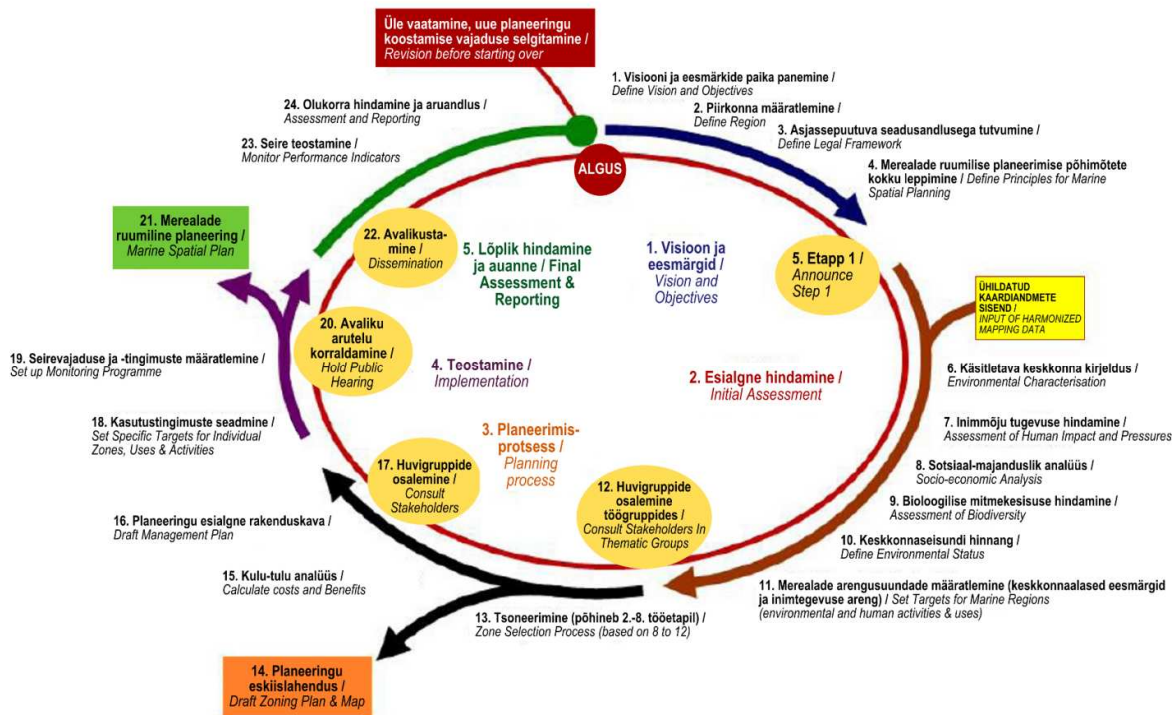 Üle vaatamine, uue planeeringu
koostamise vajaduse selgitamine /
Revision before starting over
1. Visiooni ja eesmärkide paika panemine /
Define Vision and Objectives
2. Piirkonna määratlemine /
Define Region
3. Asjassepuutuva seadusandlusega tutvumine /
Define Legal Framework
4. Merealade ruumilise planeerimise põhimõtete
kokku leppimine / Define Principles for Marine
Spatial Planning
24. Olukorra hindamine ja aruandlus /
Assessment and Reporting
23. Seire teostamine /
Monitor Performance Indicators
ALGUS
21. Merealade
ruumiline planeering /
Marine Spatial Plan
22. Avalikusta-
mine /
Dissemination
5. Lõplik hindamine
ja auanne / Final
Assessment &
Reporting
1. Visioon ja
eesmärgid /
Vision and
Objectives
5. Etapp 1 /
Announce
Step 1
ÜHILDATUD
KAARDIANDMETE
SISEND /
INPUT OF HARMONIZED
MAPPING DATA
20. Avaliku
arutelu
korraldamine /
Hold Public
Hearing
19. Seirevajaduse ja -tingimuste määratlemine /
Set up Monitoring Programme
4. Teostamine /
Implementation
2. Esialgne hindamine /
Initial Assessment
6. Käsitletava keskkonna kirjeldus /
Environmental Characterisation
18. Kasutustingimuste seadmine /
Set Specific Targets for Individual
Zones, Uses & Activities
3. Planeerimis-
protsess /
Planning
process
7. Inimmõju tugevuse hindamine /
Assessment of Human Impact and Pressures
8. Sotsiaal-majanduslik analüüs /
Socio-economic Analysis
17. Huvigruppide
osalemine /
Consult
Stakeholders
12. Huvigruppide
osalemine
töögruppides /
Consult Stakeholders In
Thematic Groups
9. Bioloogilise mitmekesisuse hindamine /
Assessment of Biodiversity
16. Planeeringu esialgne rakenduskava /
Draft Management Plan
10. Keskkonnaseisundi hinnang /
Define Environmental Status
15. Kulu-tulu analüüs /
Calculate costs and Benefits
11. Merealade arengusuundade määratlemine (keskkonnaalased eesmärgid
ja inimtegevuse areng) / Set Targets for Marine Regions
(environmental and human activities & uses)
13. Tsoneerimine (põhineb 2.-8. tööetapil) /
Zone Selection Process (based on 8 to 12)
14. Planeeringu
eskiislahendus /
Draft Zoning Plan & Map